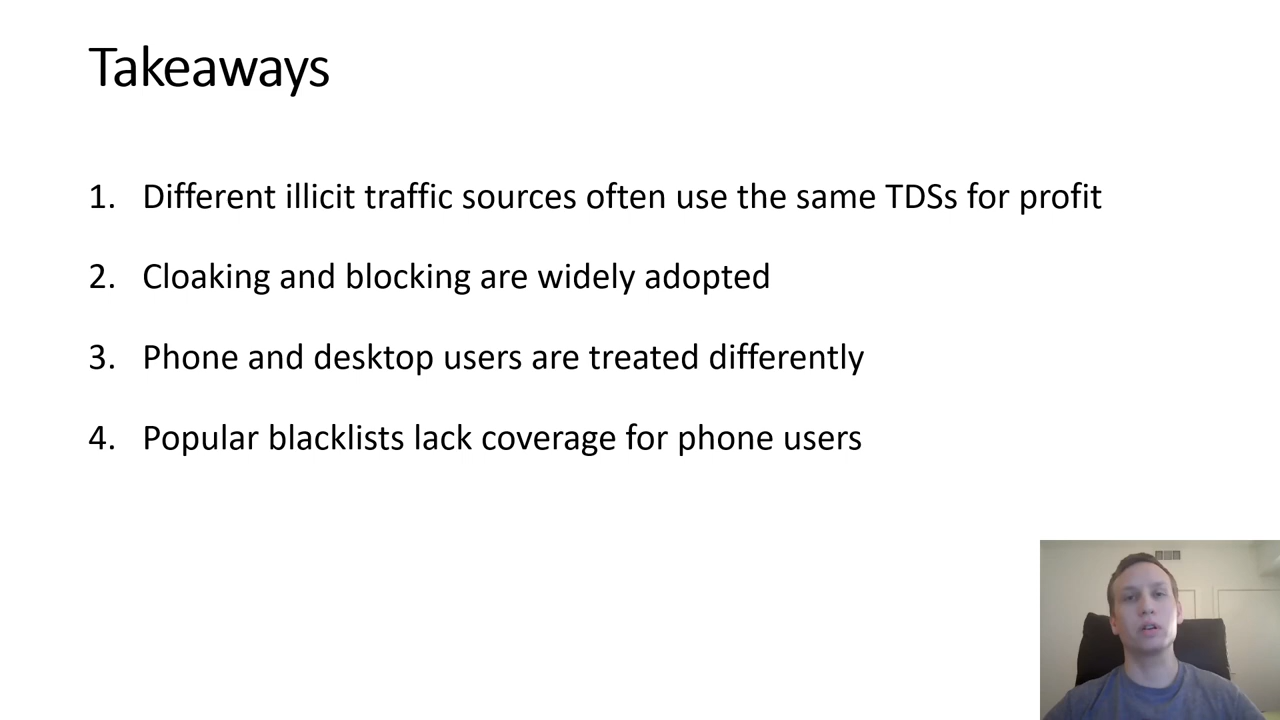 Takeaways
1. Different illicit traffic sources often use the same TDSs for profit
2. Cloaking and blocking are widely adopted
3. Phone and desktop users are treated differently
4. Popular blacklists lack coverage for phone users